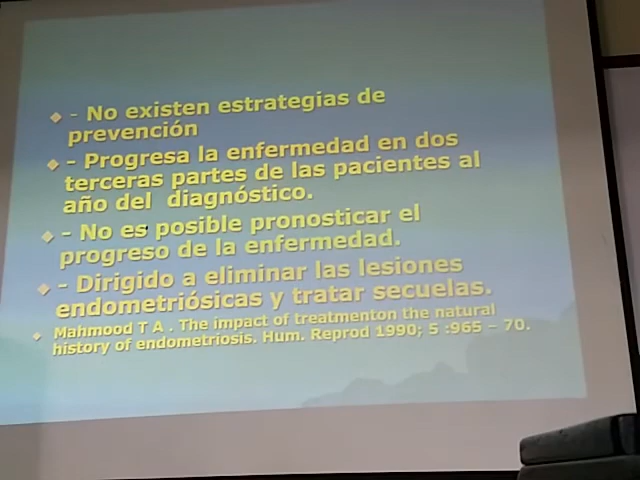 - No existen estrategias de
prevención
- Progresa la enfermedad en dos
terceras partes de las pacientes al
año del diagnóstico.
- No es posible pronosticar el
progreso de la enfermedad.
- Dirigido a eliminar las lesiones
endometriósicas y tratar secuelas.
Mahmood T A . The impact of treatmenton the natural
history of endometriosis. Hum. Reprod 1990; 5 :965 – 70.